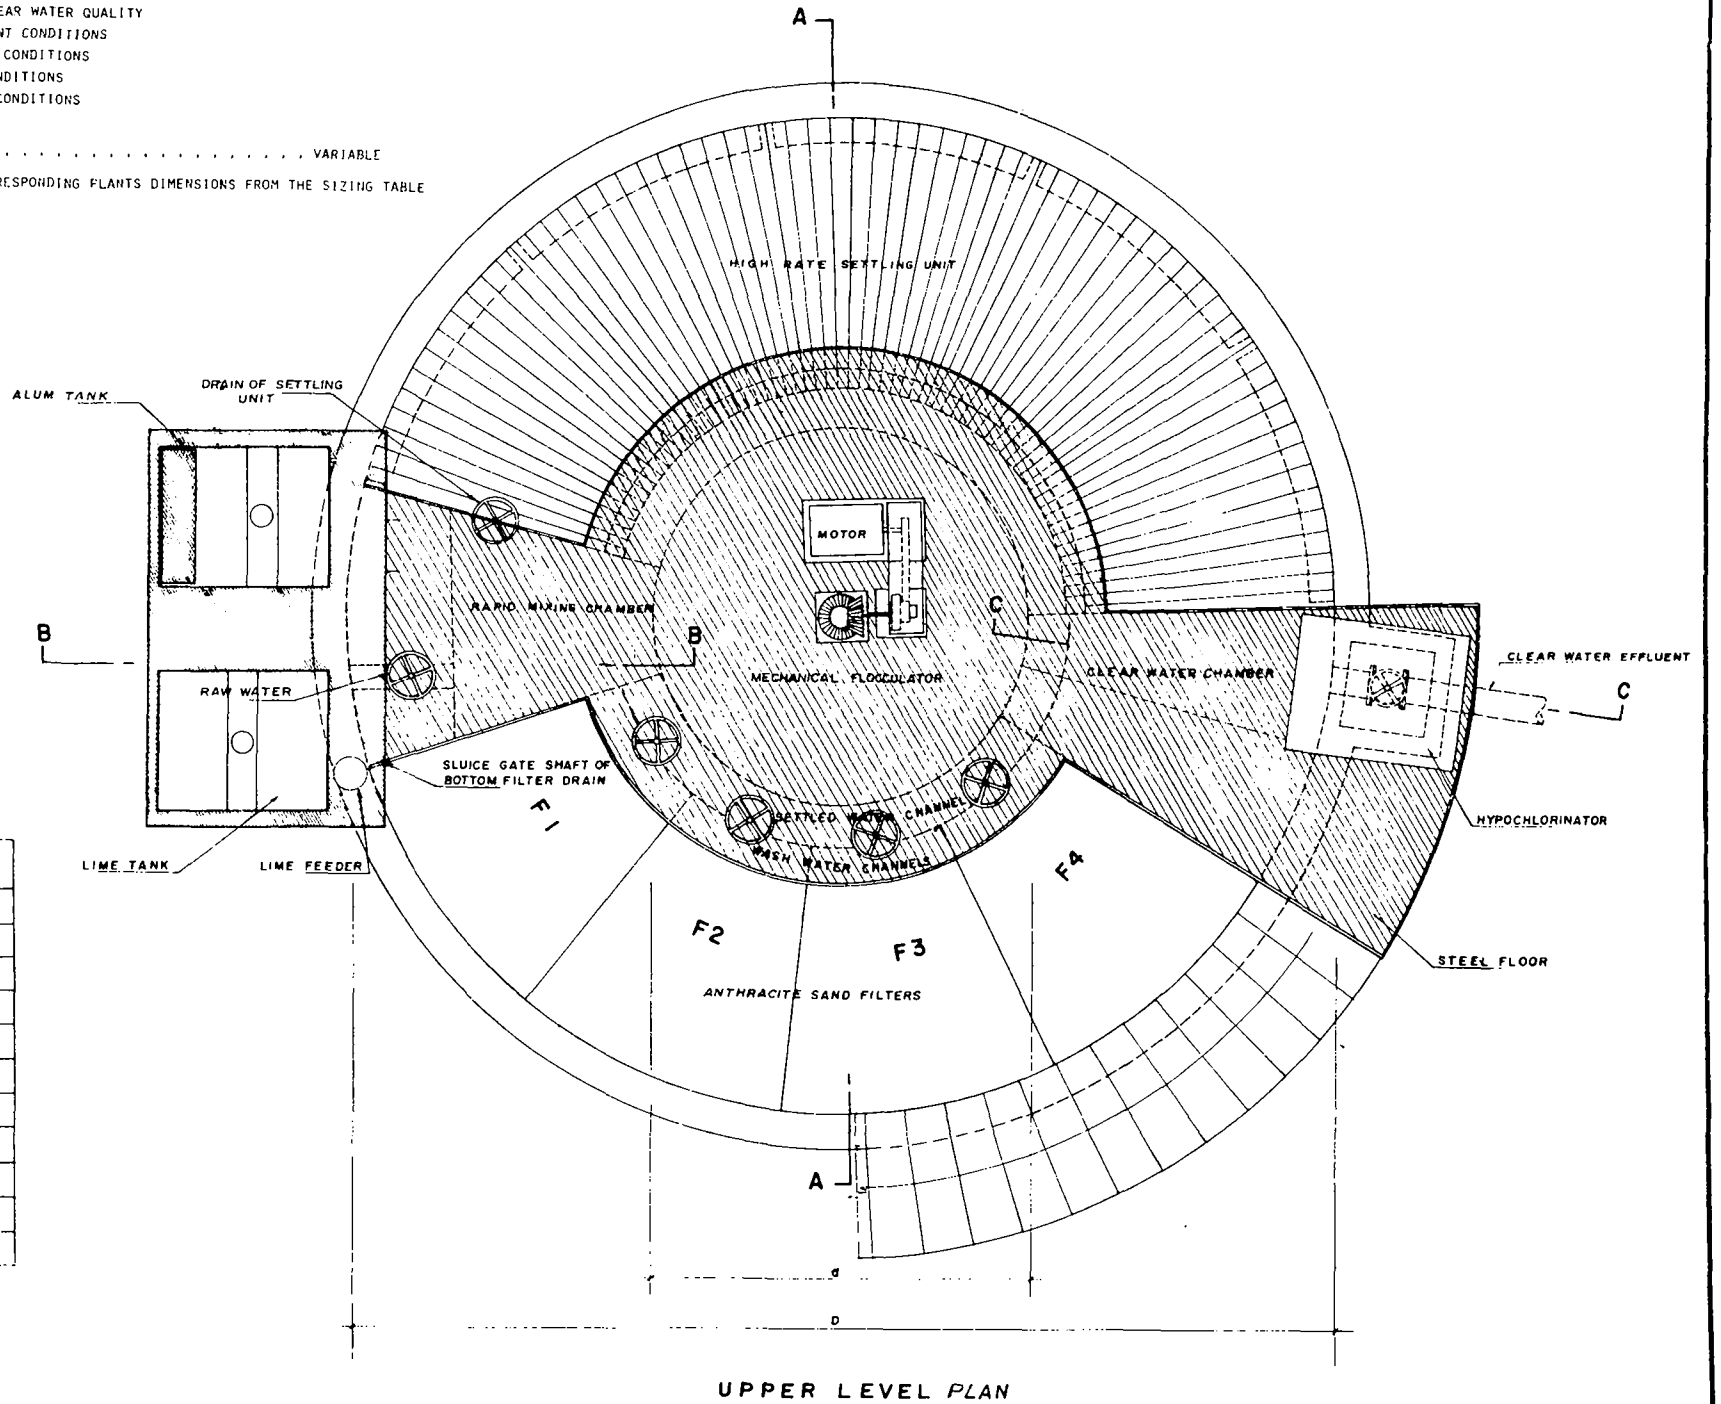 EAR WATER QUALITY
NT CONDITIONS
CONDITIONS
NDITIONS
CONDITIONS
. . . . . . . . . . . . . . . . . . . VARIABLE
RESPONDING PLANTS DIMENSIONS FROM THE SIZING TABLE
A
HIGH RATE SETTLING UNIT
ALUM TANK
DRAIN OF SETTLING
UNIT
MOTOR
RAPID MIXING CHAMBER
C
B
B
MECHANICAL FLOCCULATOR
CLEAR WATER CHAMBER
CLEAR WATER EFFLUENT
C
RAW WATER
SLUICE GATE SHAFT OF
BOTTOM FILTER DRAIN
F1
SETTLED WATER CHANNEL
WASH WATER CHANNELS
HYPOCHLORINATOR
LIME TANK
LIME FEEDER
F4
F2
F3
STEEL FLOOR
ANTHRACITE SAND FILTERS
A
d
D
UPPER LEVEL PLAN